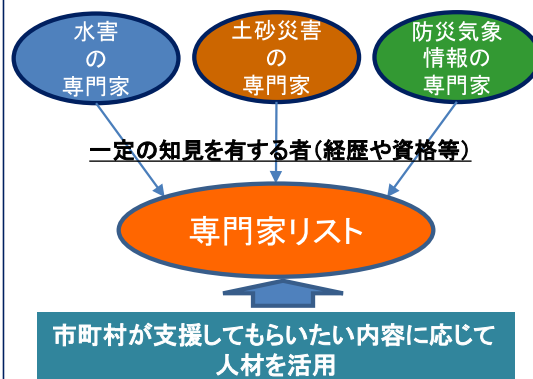 水害
の
専門家
土砂災害
の
専門家
防災気象
情報の
専門家
一定の知見を有する者(経歴や資格等)
専門家リスト
市町村が支援してもらいたい内容に応じて
人材を活用